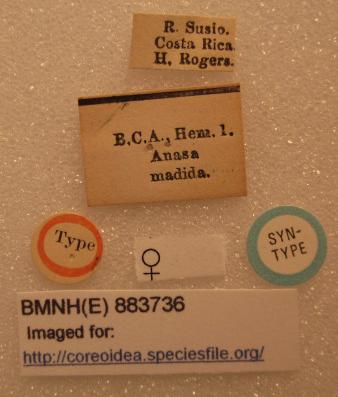 R. Susio.
Costa Rica.
H. Rogers.
B.C.A., Hem. 1.
Anasa
madida.
Type
♀
SYN-
TYPE
BMNH(E) 883736
Imaged for:
http://coreoidea.speciesfile.org/